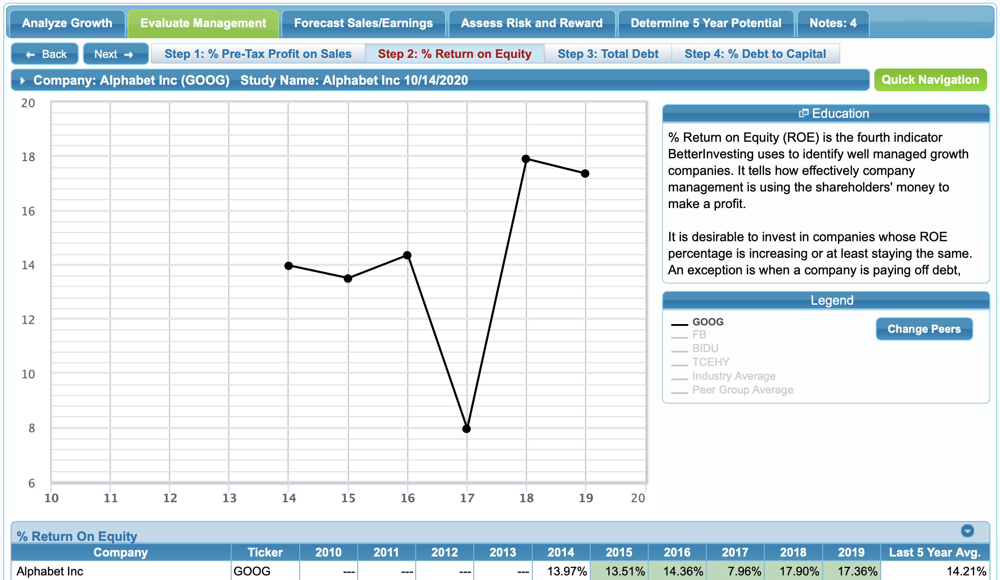 Analyze Growth Evaluate Management Forecast Sales/Earnings Assess Risk and Reward Determine 5 Year Potential Notes: 4
Back Next Step 1: % Pre-Tax Profit on Sales Step 2: % Return on Equity Step 3: Total Debt Step 4: % Debt to Capital
Company: Alphabet Inc (GOOG) Study Name: Alphabet Inc 10/14/2020 Quick Navigation
20
18
16
14
12
10
8
6
10 11 12 13 14 15 16 17 18 19 20
Education
% Return on Equity (ROE) is the fourth indicator
BetterInvesting uses to identify well managed growth
companies. It tells how effectively company
management is using the shareholders' money to
make a profit.
It is desirable to invest in companies whose ROE
percentage is increasing or at least staying the same.
An exception is when a company is paying off debt,
Legend
GOOG
FB
BIDU
TCEHY
Industry Average
Peer Group Average
Change Peers
% Return On Equity
Company Ticker 2010 2011 2012 2013 2014 2015 2016 2017 2018 2019 Last 5 Year Avg.
Alphabet Inc GOOG --- --- --- --- 13.97% 13.51% 14.36% 7.96% 17.90% 17.36% 14.21%